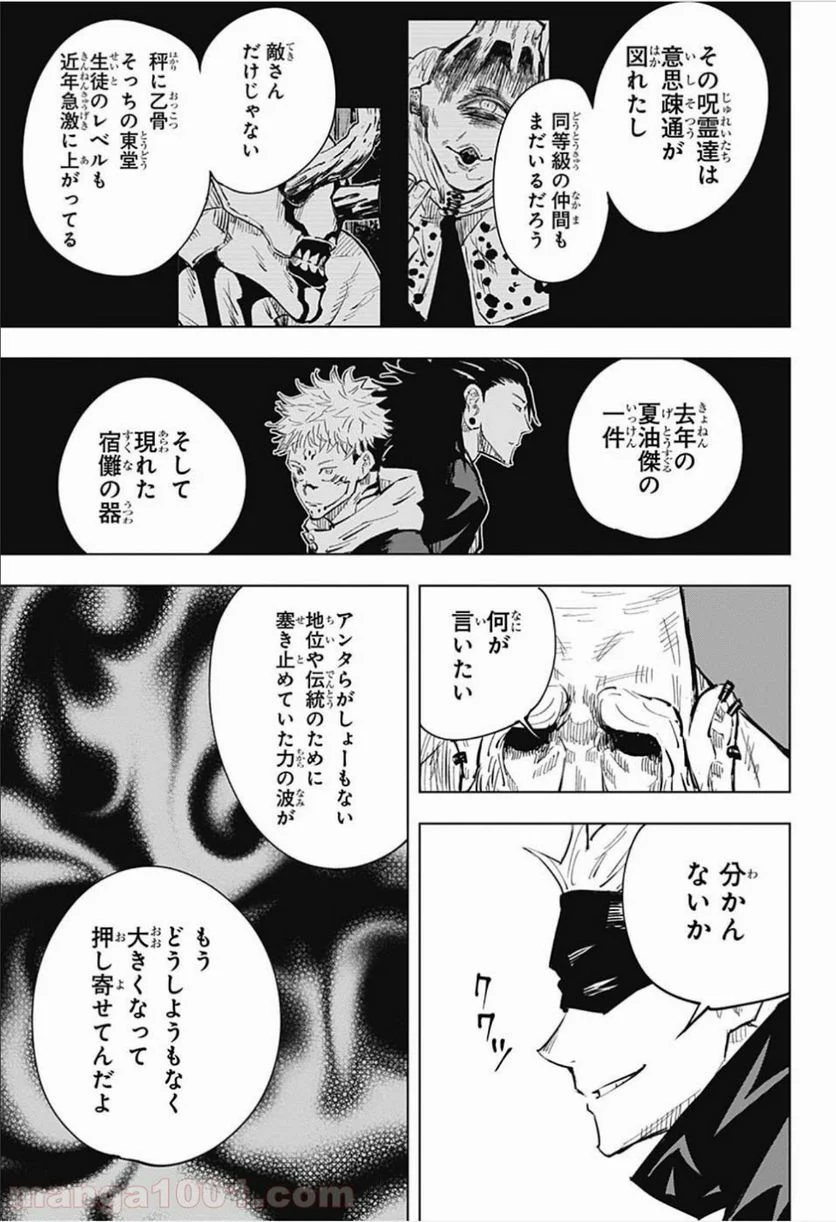 その呪霊達は
意思疎通が
図れたし
同等級の仲間も
まだいるだろう
敵さん
だけじゃない
秤に乙骨
そっちの東堂
生徒のレベルも
近年急激に上がってる
去年の
夏油傑の
一件
そして
現れた
宿儺の器
何が
言いたい
分かん
ないか
クククッ
アンタらがしょーもない
地位や伝統のために
塞き止めていた力の波が
もう
どうしようもなく
大きくなって
押し寄せてんだよ
manga1001.com